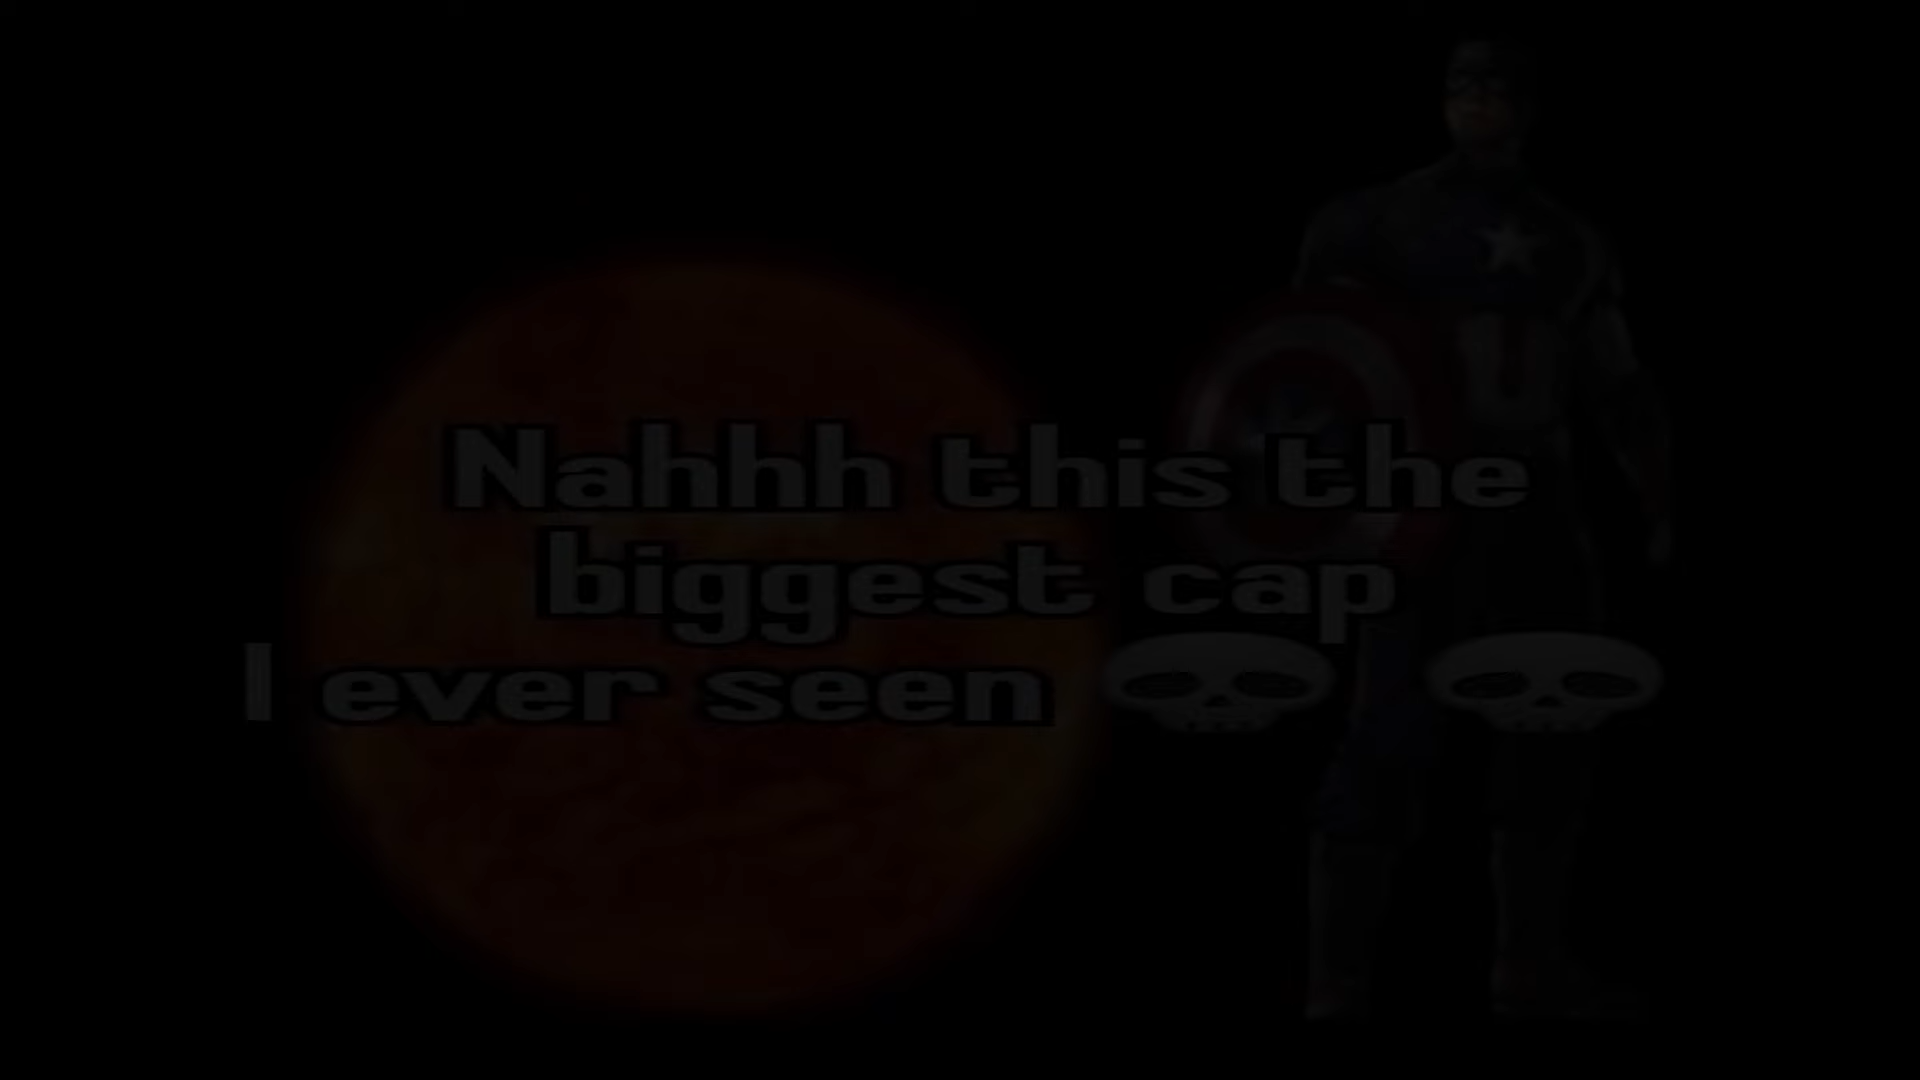 Nahhh this the
biggest cap
I ever seen 💀 💀